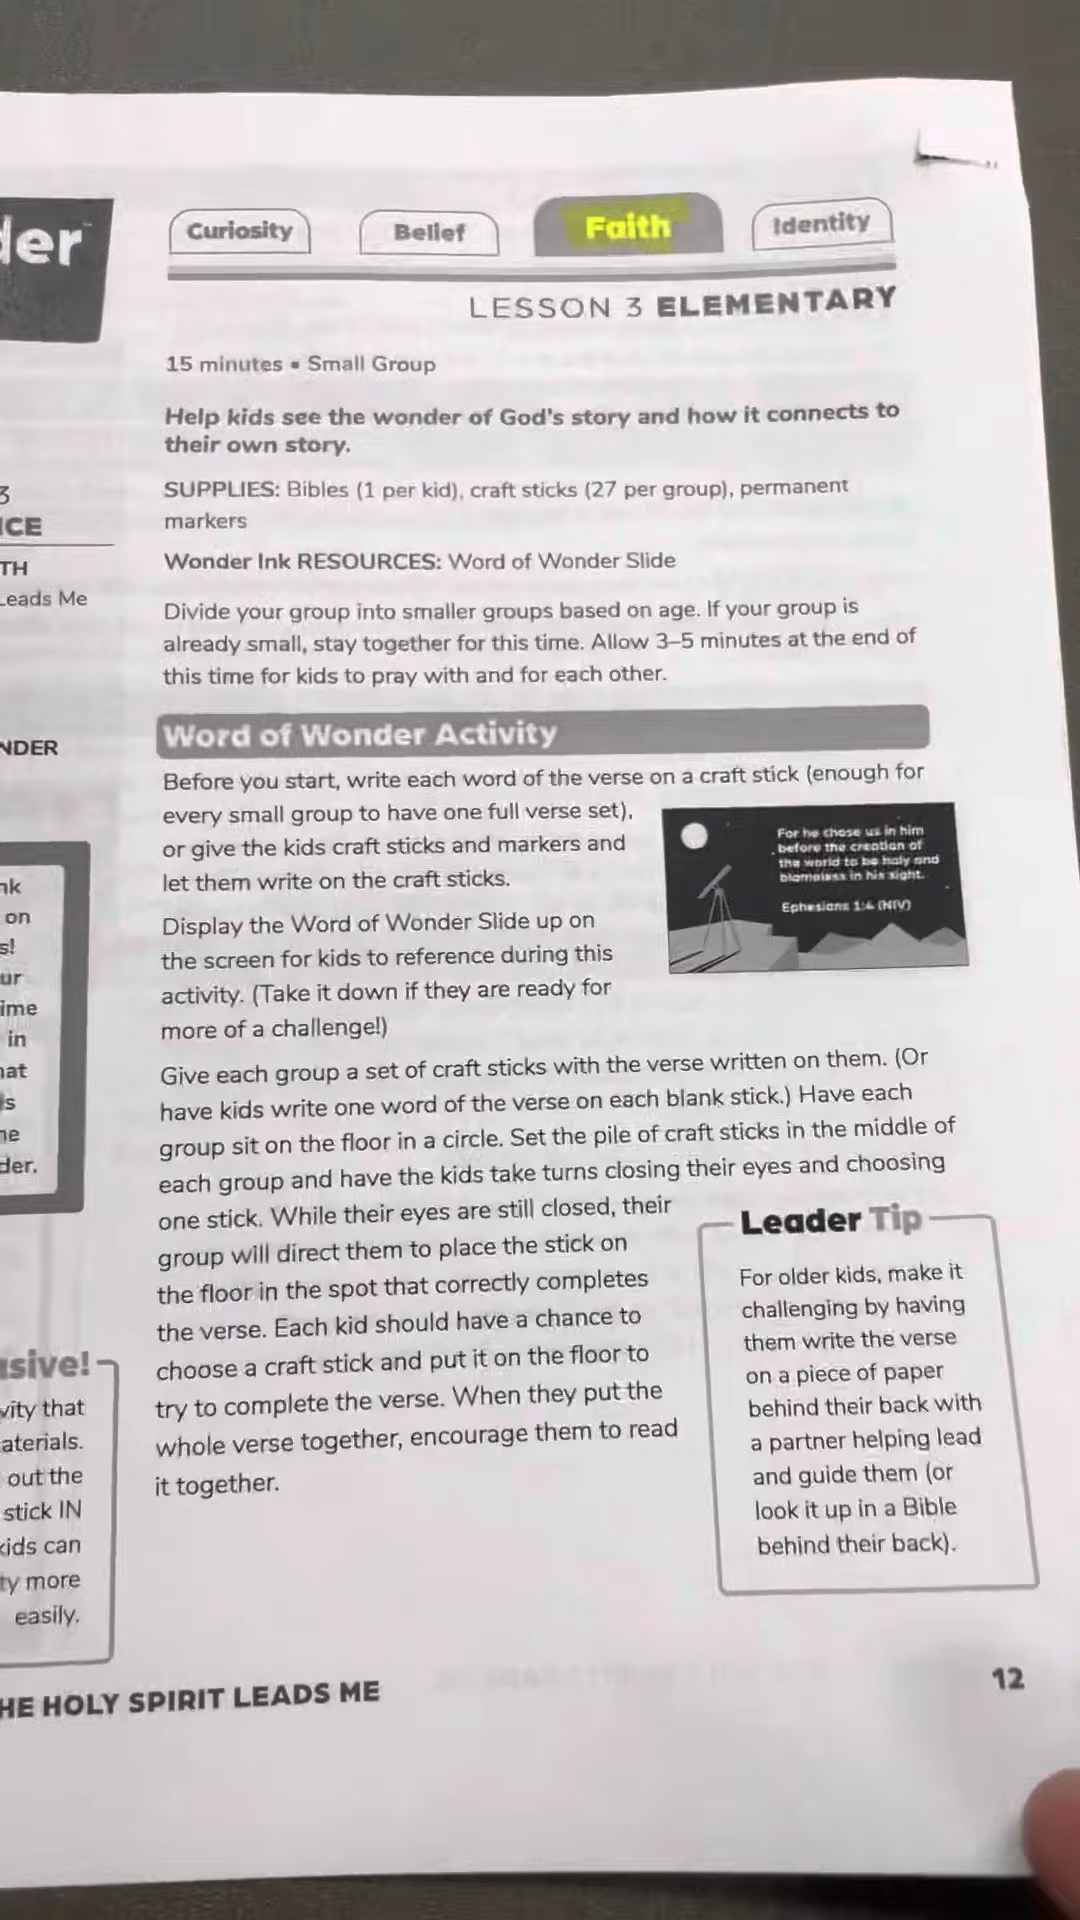 der™
Curiosity
Belief
Faith
Identity
LESSON 3 ELEMENTARY
15 minutes • Small Group
Help kids see the wonder of God's story and how it connects to
their own story.
SUPPLIES: Bibles (1 per kid), craft sticks (27 per group), permanent
markers
Wonder Ink RESOURCES: Word of Wonder Slide
Divide your group into smaller groups based on age. If your group is
already small, stay together for this time. Allow 3–5 minutes at the end of
this time for kids to pray with and for each other.
Word of Wonder Activity
Before you start, write each word of the verse on a craft stick (enough for
every small group to have one full verse set),
or give the kids craft sticks and markers and
let them write on the craft sticks.
For he chose us in him
before the creation of
the world to be holy and
blameless in his sight.
Ephesians 1:4 (NIV)
Display the Word of Wonder Slide up on
the screen for kids to reference during this
activity. (Take it down if they are ready for
more of a challenge!)
Give each group a set of craft sticks with the verse written on them. (Or
have kids write one word of the verse on each blank stick.) Have each
group sit on the floor in a circle. Set the pile of craft sticks in the middle of
each group and have the kids take turns closing their eyes and choosing
one stick. While their eyes are still closed, their
group will direct them to place the stick on
the floor in the spot that correctly completes
the verse. Each kid should have a chance to
choose a craft stick and put it on the floor to
try to complete the verse. When they put the
whole verse together, encourage them to read
it together.
Leader Tip
For older kids, make it
challenging by having
them write the verse
on a piece of paper
behind their back with
a partner helping lead
and guide them (or
look it up in a Bible
behind their back).
3
ICE
TH
Leads Me
NDER
nk
on
s!
ur
ime
in
nat
s
ne
der.
usive!
vity that
aterials.
out the
stick IN
kids can
ty more
easily.
HE HOLY SPIRIT LEADS ME
12